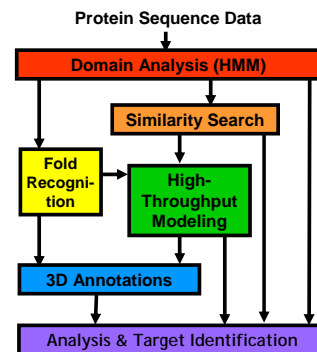 Protein Sequence Data
Domain Analysis (HMM)
Similarity Search
Fold
Recogni-
tion
High-
Throughput
Modeling
3D Annotations
Analysis & Target Identification